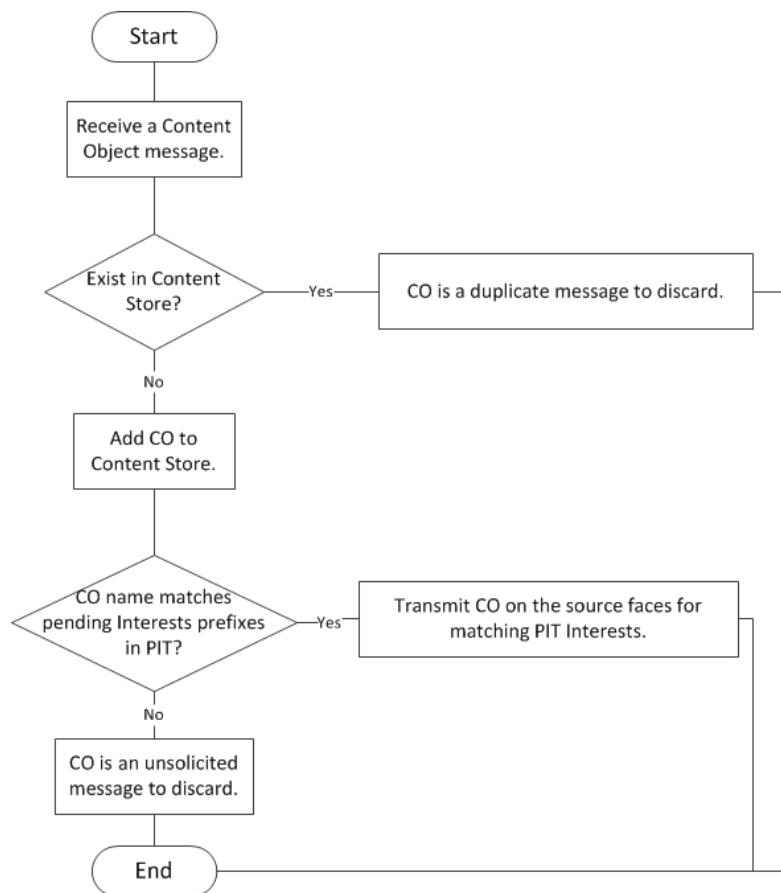 Start
Receive a Content
Object message.
Exist in Content
Store?
Yes
CO is a duplicate message to discard.
No
Add CO to
Content Store.
CO name matches
pending Interests prefixes
in PIT?
Yes
Transmit CO on the source faces for
matching PIT Interests.
No
CO is an unsolicited
message to discard.
End